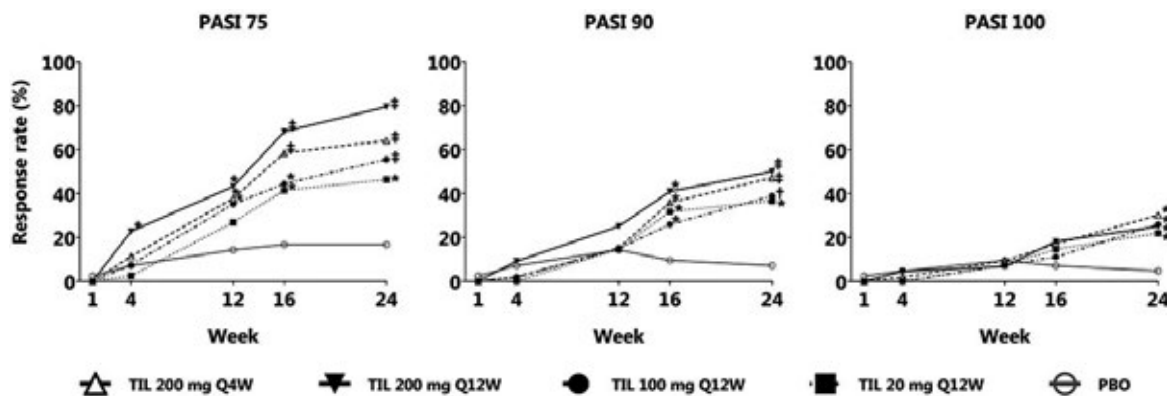 PASI 75 PASI 90 PASI 100
Response rate (%)
100 100 100
80 80 80
60 60 60
40 40 40
20 20 20
0 0 0
1 4 12 16 24 1 4 12 16 24 1 4 12 16 24
Week Week Week
TIL 200 mg Q4W TIL 200 mg Q12W TIL 100 mg Q12W TIL 20 mg Q12W PBO